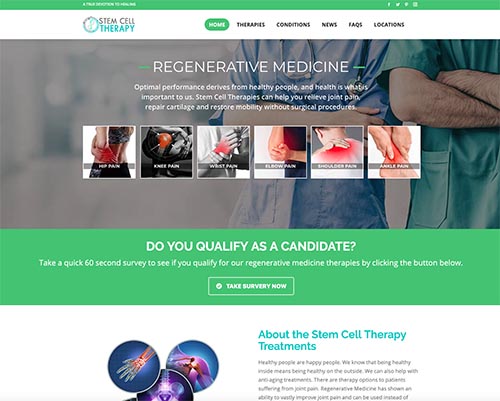 A TRUE DEVOTION TO HEALING
STEM CELL
THERAPY
HOME THERAPIES CONDITIONS NEWS FAQS LOCATIONS
REGENERATIVE MEDICINE
Optimal performance derives from healthy people, and health is what is
important to us. Stem Cell Therapies can help you relieve joint pain,
repair cartilage and restore mobility without surgical procedures.
HIP PAIN KNEE PAIN WRIST PAIN ELBOW PAIN SHOULDER PAIN ANKLE PAIN
DO YOU QUALIFY AS A CANDIDATE?
Take a quick 60 second survey to see if you qualify for our regenerative medicine therapies by clicking the button below.
TAKE SURVERY NOW
About the Stem Cell Therapy
Treatments
Healthy people are happy people. We know that being healthy
inside means being healthy on the outside. We can also help with
anti-aging treatments. There are therapy options to patients
suffering from joint pain. Regenerative Medicine has shown an
ability to vastly improve joint pain and can be used instead of